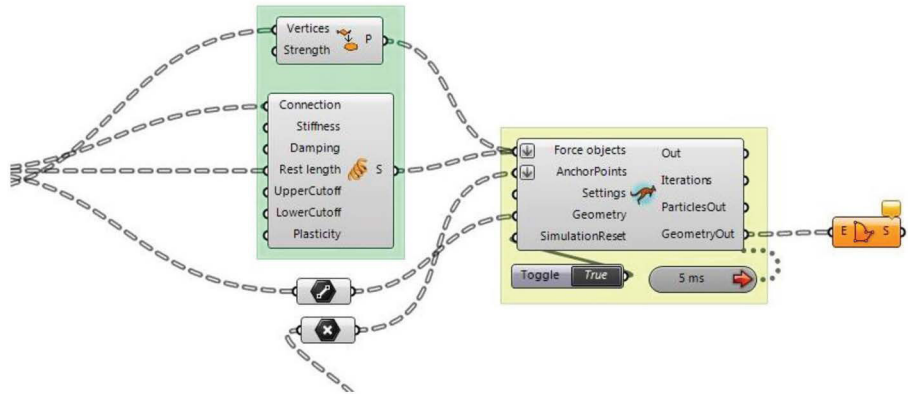 Vertices
Strength
P
Connection
Stiffness
Damping
Rest length
UpperCutoff
LowerCutoff
Plasticity
S
Force objects
AnchorPoints
Settings
Geometry
SimulationReset
Out
Iterations
ParticlesOut
GeometryOut
Toggle True
5 ms
E S